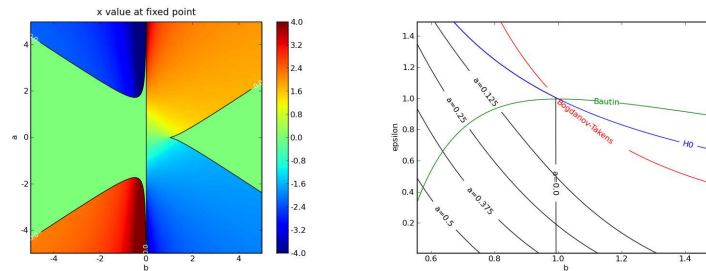 x value at fixed point
4
2
0
-2
-4
a
-4
-2
0
2
4
b
0.0
4.0
3.2
2.4
1.6
0.8
0.0
-0.8
-1.6
-2.4
-3.2
-4.0
1.4
1.2
1.0
0.8
0.6
0.4
0.2
epsilon
0.6
0.8
1.0
1.2
1.4
b
a=0.125
a=0.25
a=0.375
a=0.5
a=0.0
Bautin
Bogdanov-Takens
H0